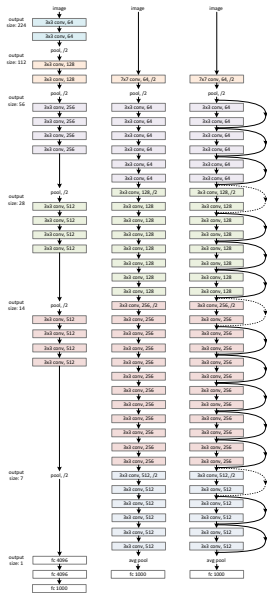 output
size: 224
output
size: 112
output
size: 56
output
size: 28
output
size: 14
output
size: 7
output
size: 1
image
3x3 conv, 64
3x3 conv, 64
pool, /2
3x3 conv, 128
3x3 conv, 128
pool, /2
3x3 conv, 256
3x3 conv, 256
3x3 conv, 256
3x3 conv, 256
pool, /2
3x3 conv, 512
3x3 conv, 512
3x3 conv, 512
3x3 conv, 512
pool, /2
3x3 conv, 512
3x3 conv, 512
3x3 conv, 512
3x3 conv, 512
pool, /2
fc 4096
fc 4096
fc 1000
image
7x7 conv, 64, /2
pool, /2
3x3 conv, 64
3x3 conv, 64
3x3 conv, 64
3x3 conv, 64
3x3 conv, 64
3x3 conv, 64
3x3 conv, 128, /2
3x3 conv, 128
3x3 conv, 128
3x3 conv, 128
3x3 conv, 128
3x3 conv, 128
3x3 conv, 128
3x3 conv, 128
3x3 conv, 256, /2
3x3 conv, 256
3x3 conv, 256
3x3 conv, 256
3x3 conv, 256
3x3 conv, 256
3x3 conv, 256
3x3 conv, 256
3x3 conv, 256
3x3 conv, 256
3x3 conv, 256
3x3 conv, 256
3x3 conv, 512, /2
3x3 conv, 512
3x3 conv, 512
3x3 conv, 512
3x3 conv, 512
3x3 conv, 512
avg pool
fc 1000
image
7x7 conv, 64, /2
pool, /2
3x3 conv, 64
3x3 conv, 64
3x3 conv, 64
3x3 conv, 64
3x3 conv, 64
3x3 conv, 64
3x3 conv, 128, /2
3x3 conv, 128
3x3 conv, 128
3x3 conv, 128
3x3 conv, 128
3x3 conv, 128
3x3 conv, 128
3x3 conv, 128
3x3 conv, 256, /2
3x3 conv, 256
3x3 conv, 256
3x3 conv, 256
3x3 conv, 256
3x3 conv, 256
3x3 conv, 256
3x3 conv, 256
3x3 conv, 256
3x3 conv, 256
3x3 conv, 256
3x3 conv, 256
3x3 conv, 512, /2
3x3 conv, 512
3x3 conv, 512
3x3 conv, 512
3x3 conv, 512
3x3 conv, 512
avg pool
fc 1000